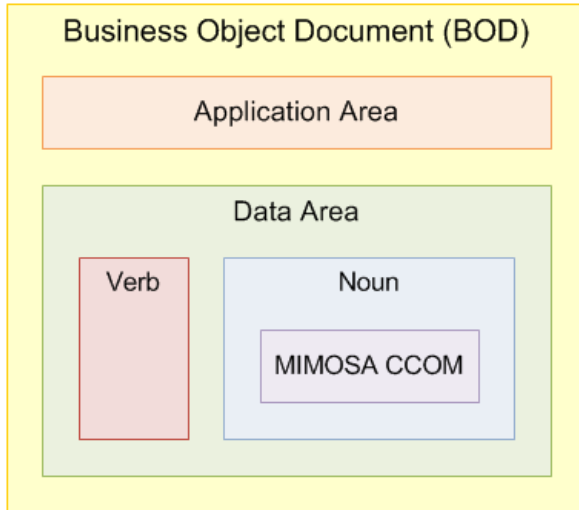 Business Object Document (BOD)
Application Area
Data Area
Verb
Noun
MIMOSA CCOM